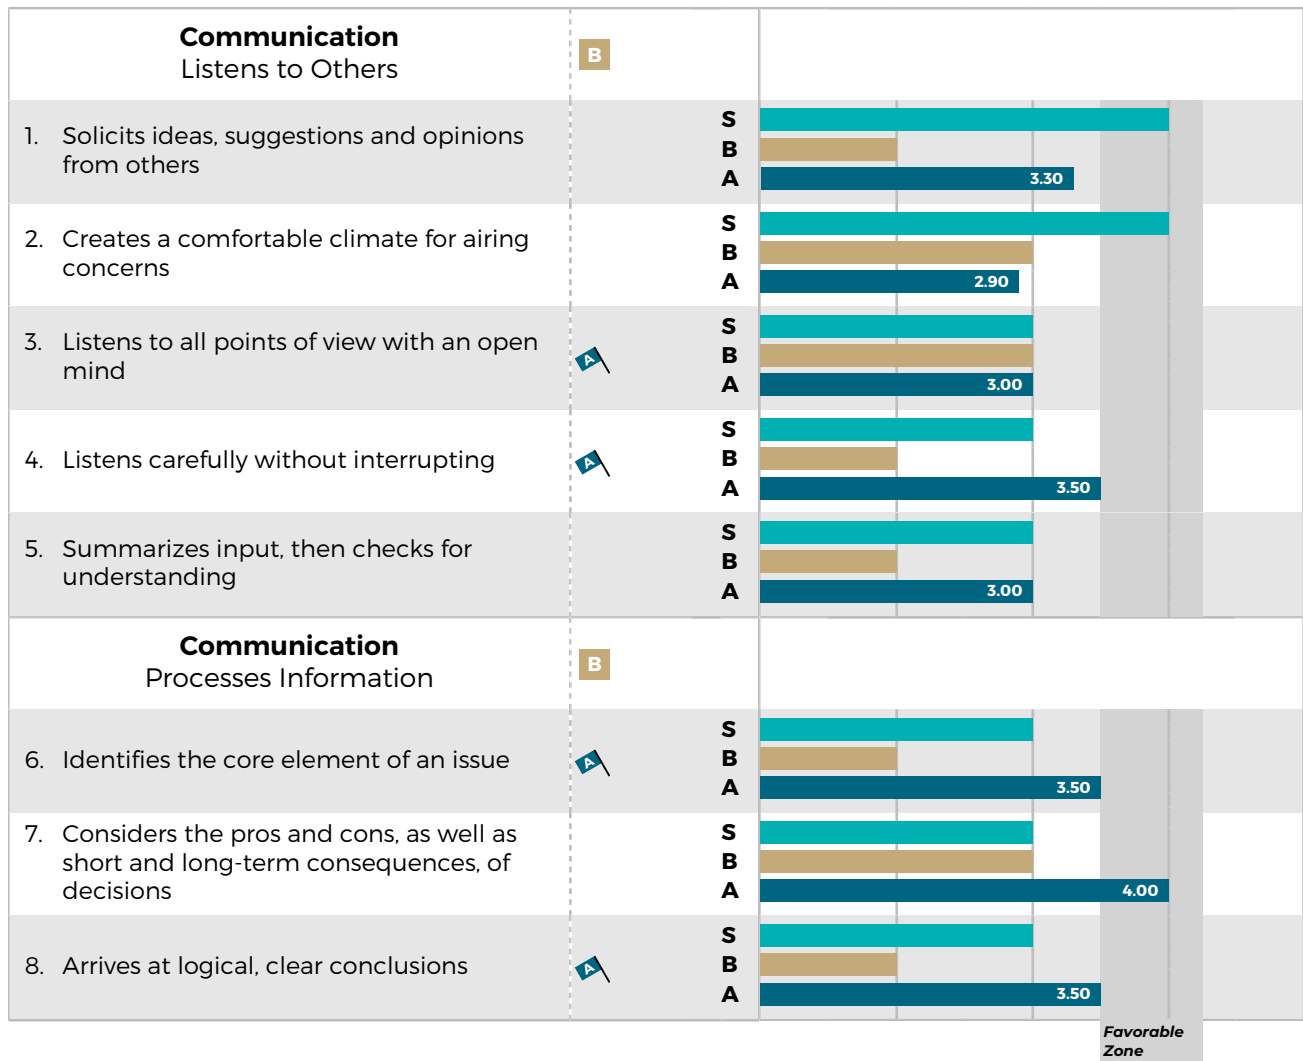 Communication
Listens to Others
B
1. Solicits ideas, suggestions and opinions
from others
S
B
A 3.30
2. Creates a comfortable climate for airing
concerns
S
B
A 2.90
3. Listens to all points of view with an open
mind
A
S
B
A 3.00
4. Listens carefully without interrupting
A
S
B
A 3.50
5. Summarizes input, then checks for
understanding
S
B
A 3.00
Communication
Processes Information
B
6. Identifies the core element of an issue
A
S
B
A 3.50
7. Considers the pros and cons, as well as
short and long-term consequences, of
decisions
S
B
A 4.00
8. Arrives at logical, clear conclusions
A
S
B
A 3.50
Favorable
Zone